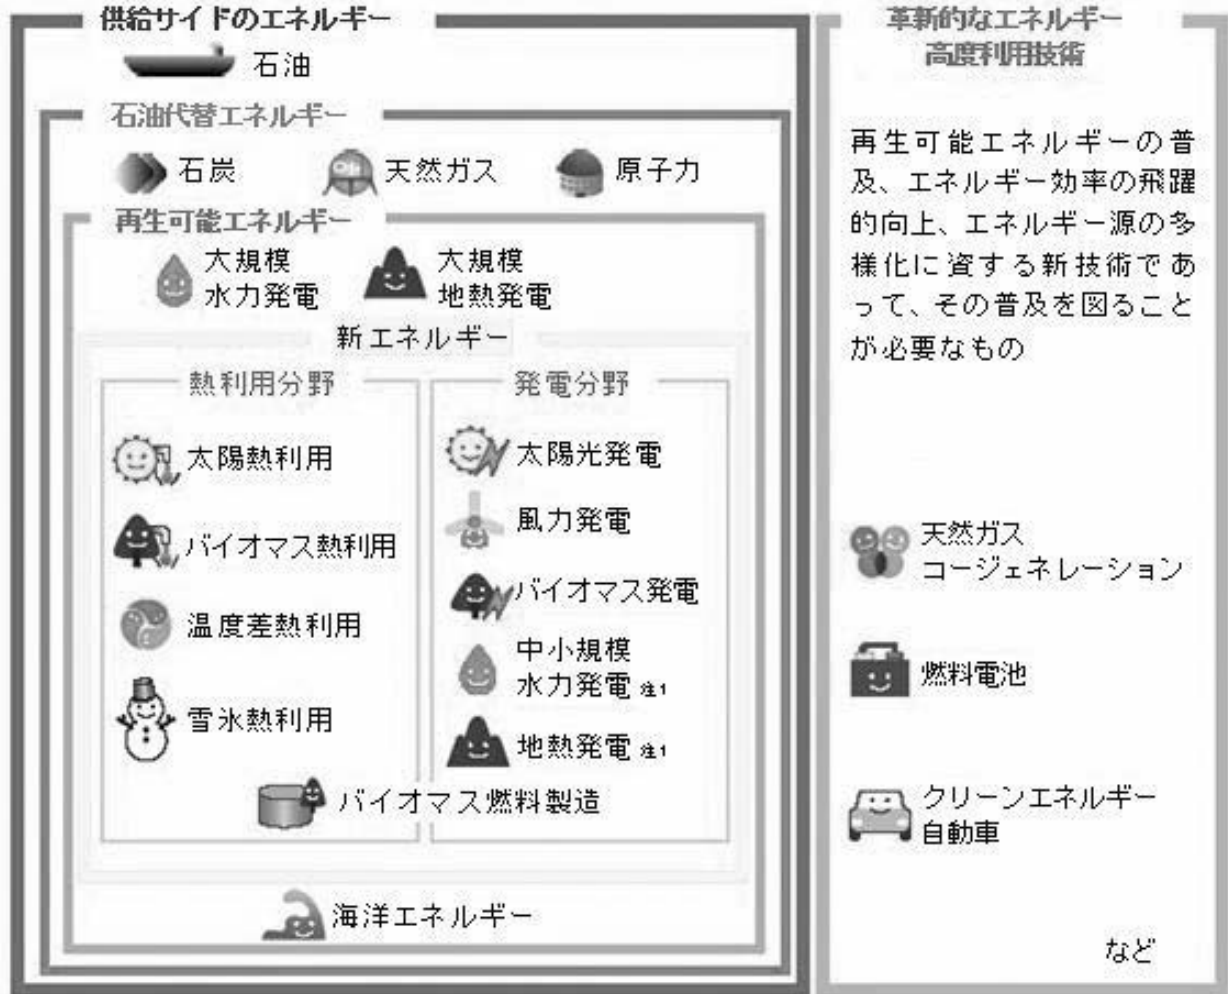 供給サイドのエネルギー
石油
石油代替エネルギー
石炭
天然ガス
原子力
再生可能エネルギー
大規模
水力発電
大規模
地熱発電
新エネルギー
熱利用分野
太陽熱利用
バイオマス熱利用
温度差熱利用
雪氷熱利用
発電分野
太陽光発電
風力発電
バイオマス発電
中小規模
水力発電 注1
地熱発電 注1
バイオマス燃料製造
海洋エネルギー
革新的なエネルギー
高度利用技術
再生可能エネルギーの普
及、エネルギー効率の飛躍
的向上、エネルギー源の多
様化に資する新技術であ
って、その普及を図ること
が必要なもの
天然ガス
コージェネレーション
燃料電池
クリーンエネルギー
自動車
など